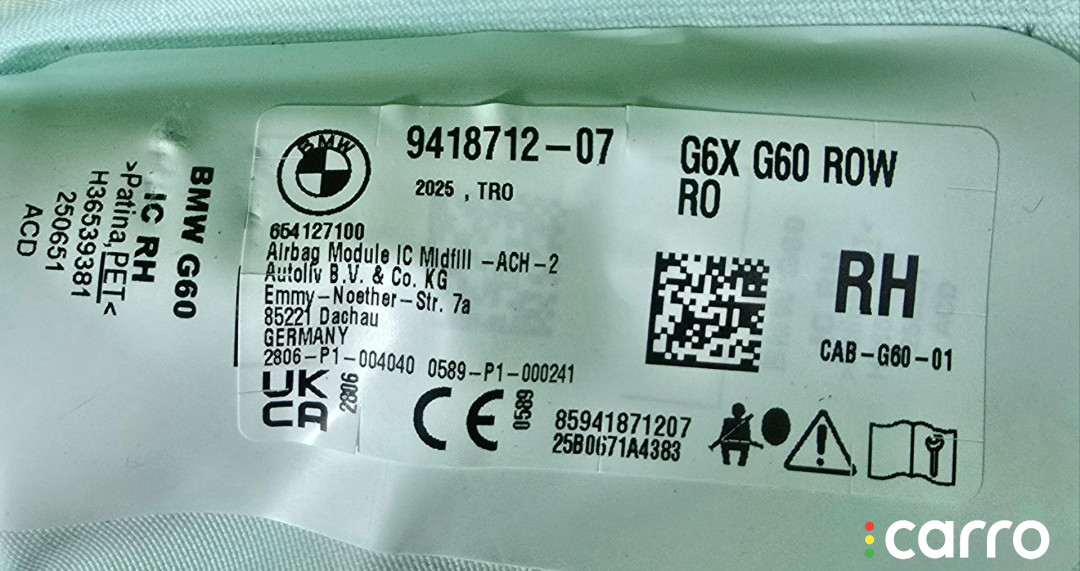 BMW G60
IC RH
>Patina,PET<
H36539381
250651
ACD
BMW
9418712-07
2025 , TRO
G6X G60 ROW
RO
654127100
Airbag Module IC Midfill -ACH-2
Autoliv B.V. & Co. KG
Emmy-Noether-Str. 7a
85221 Dachau
GERMANY
2806-P1-004040 0589-P1-000241
RH
CAB-G60-01
UK
CA
2806
CE
0589
85941871207
25B0671A4383
carro